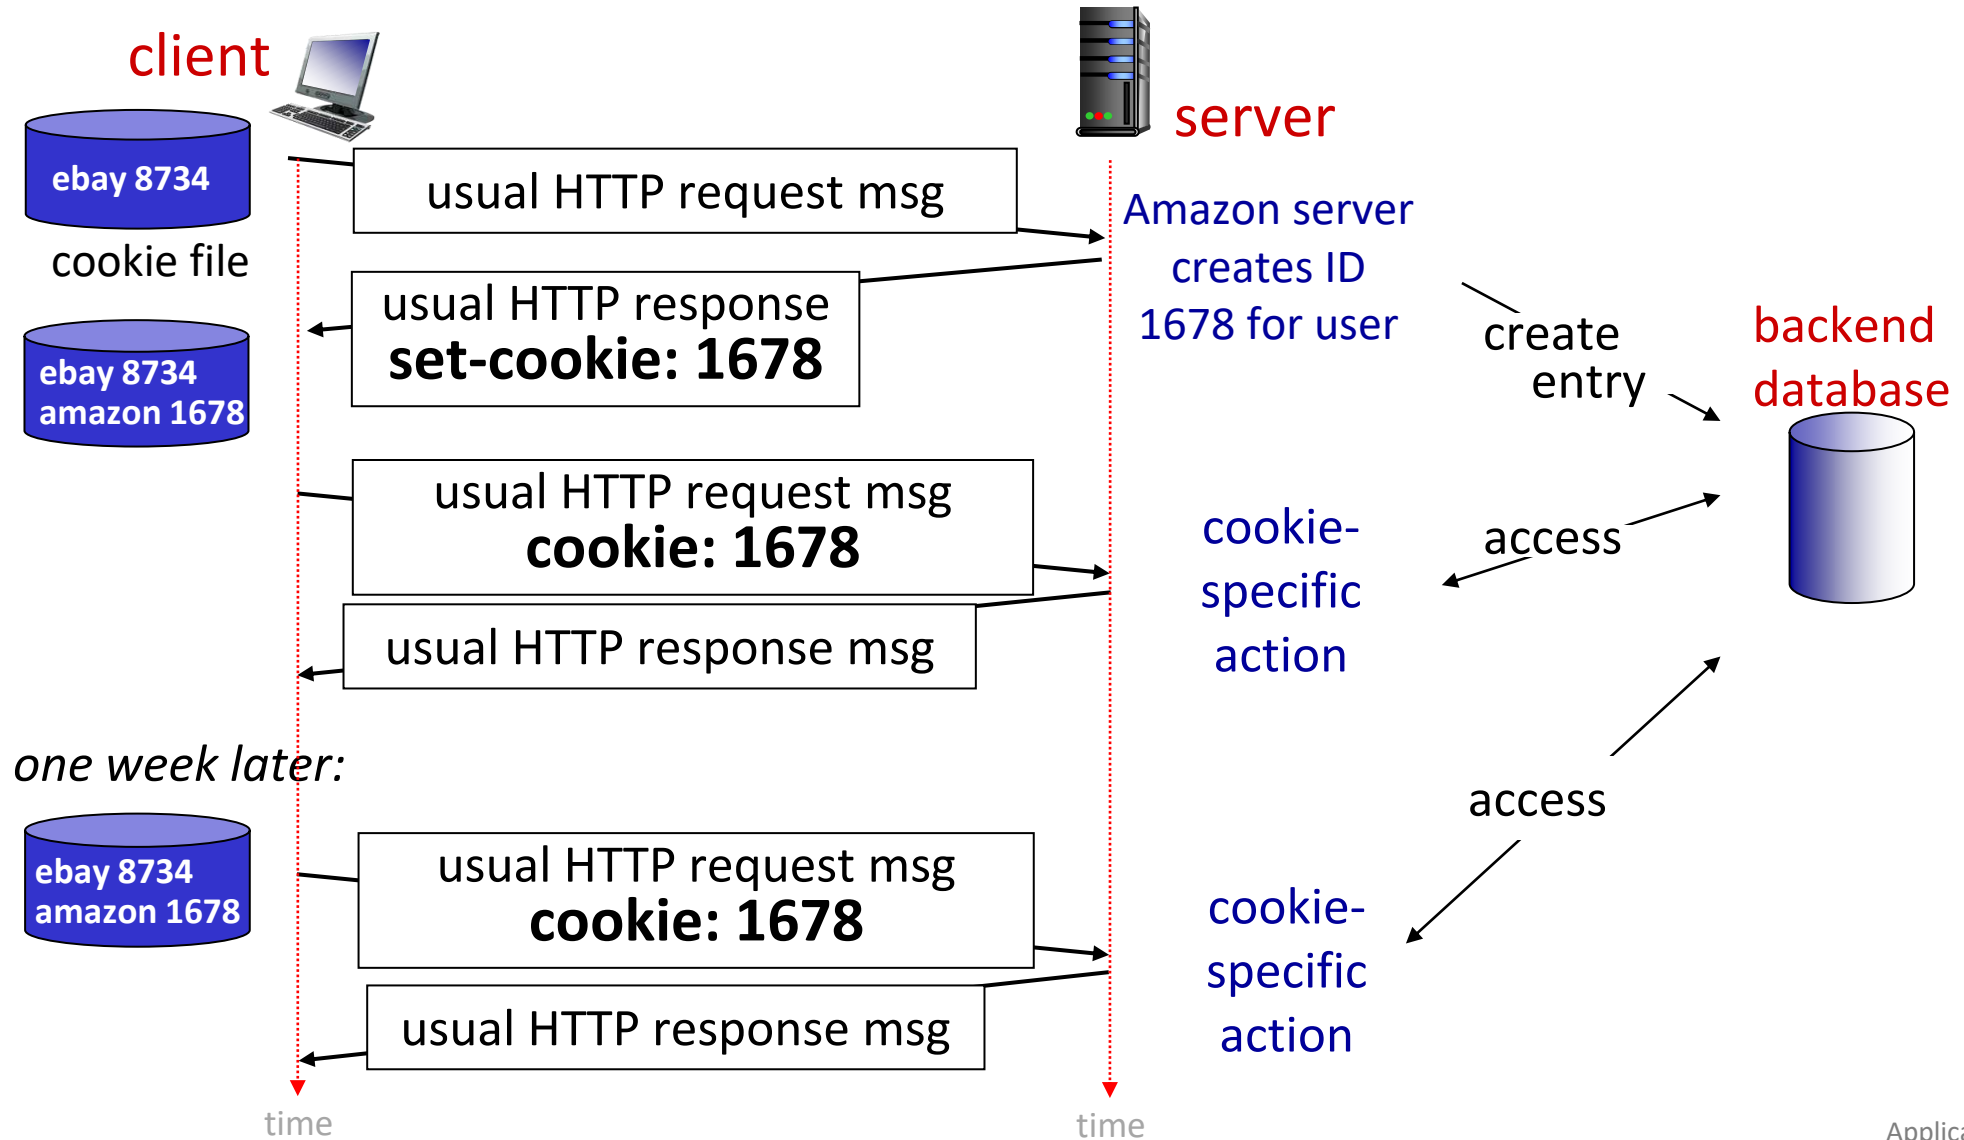 client
server
ebay 8734
cookie file
usual HTTP request msg
Amazon server
creates ID
1678 for user
usual HTTP response
set-cookie: 1678
create
entry
backend
database
ebay 8734
amazon 1678
usual HTTP request msg
cookie: 1678
cookie-
specific
action
access
usual HTTP response msg
one week later:
access
ebay 8734
amazon 1678
usual HTTP request msg
cookie: 1678
cookie-
specific
action
usual HTTP response msg
time
time